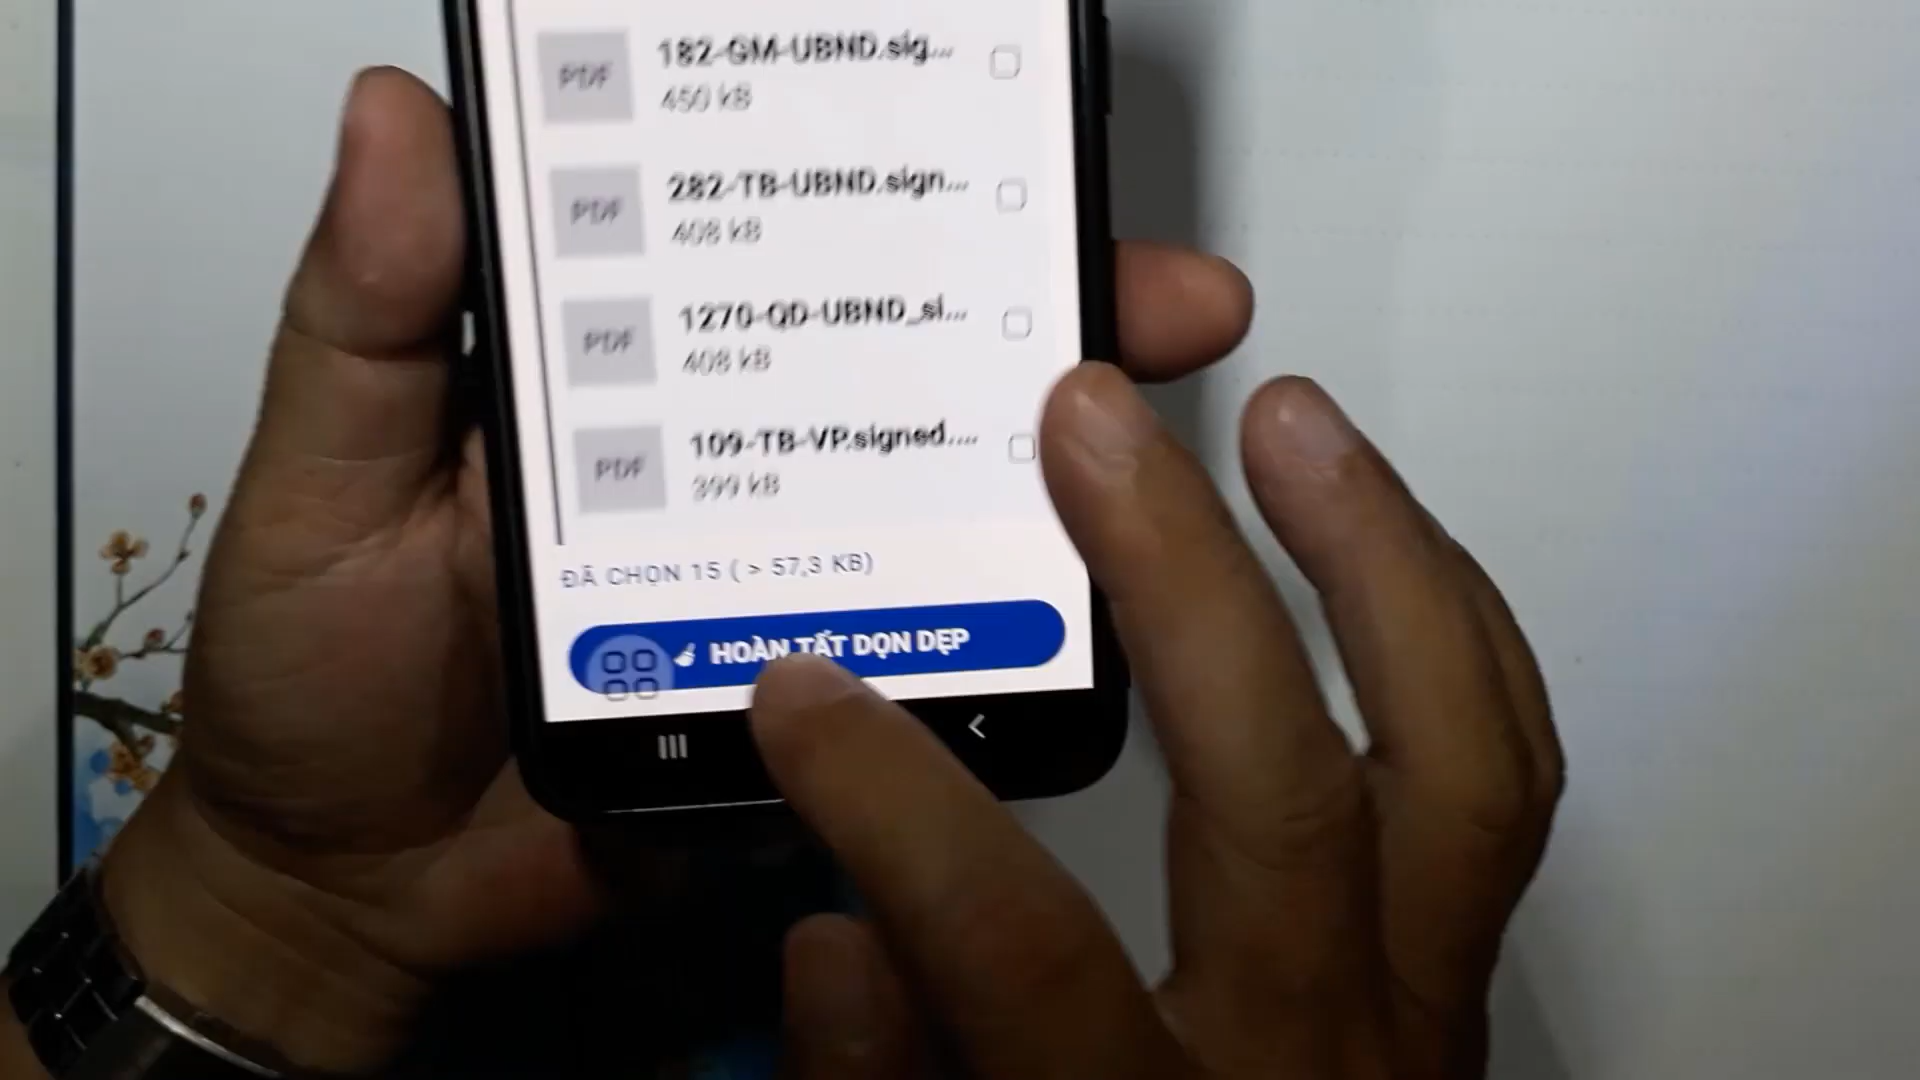 PDF
182-GM-UBND.sig...
450 kB
PDF
282-TB-UBND.sign...
408 kB
PDF
1270-QD-UBND_si...
408 kB
PDF
109-TB-VP.signed....
399 kB
ĐÃ CHỌN 15 ( > 57,3 KB)
HOÀN TẤT DỌN DẸP